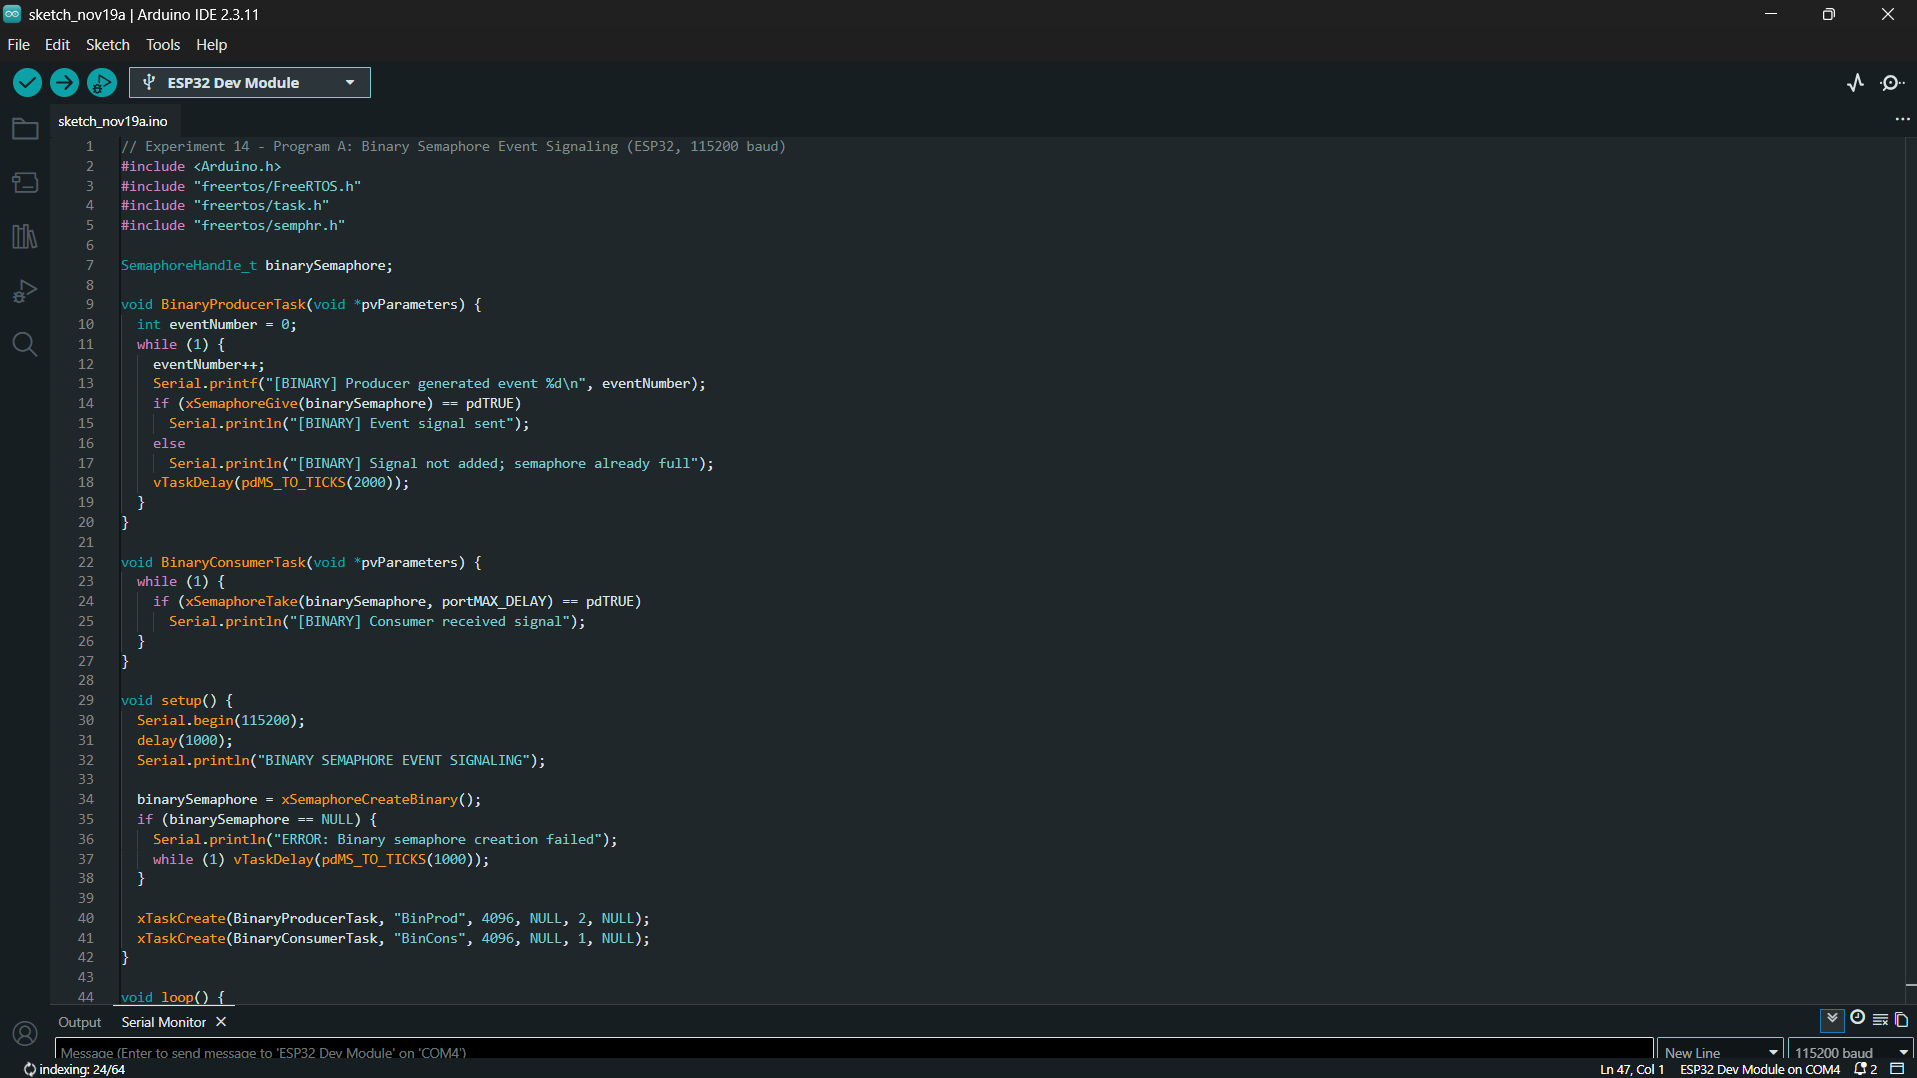 sketch_nov19a | Arduino IDE 2.3.11
File Edit Sketch Tools Help
ESP32 Dev Module
sketch_nov19a.ino
1 // Experiment 14 - Program A: Binary Semaphore Event Signaling (ESP32, 115200 baud)
2 #include <Arduino.h>
3 #include "freertos/FreeRTOS.h"
4 #include "freertos/task.h"
5 #include "freertos/semphr.h"
6
7 SemaphoreHandle_t binarySemaphore;
8
9 void BinaryProducerTask(void *pvParameters) {
10   int eventNumber = 0;
11   while (1) {
12     eventNumber++;
13     Serial.printf("[BINARY] Producer generated event %d\n", eventNumber);
14     if (xSemaphoreGive(binarySemaphore) == pdTRUE)
15       Serial.println("[BINARY] Event signal sent");
16     else
17       Serial.println("[BINARY] Signal not added; semaphore already full");
18     vTaskDelay(pdMS_TO_TICKS(2000));
19   }
20 }
21
22 void BinaryConsumerTask(void *pvParameters) {
23   while (1) {
24     if (xSemaphoreTake(binarySemaphore, portMAX_DELAY) == pdTRUE)
25       Serial.println("[BINARY] Consumer received signal");
26   }
27 }
28
29 void setup() {
30   Serial.begin(115200);
31   delay(1000);
32   Serial.println("BINARY SEMAPHORE EVENT SIGNALING");
33
34   binarySemaphore = xSemaphoreCreateBinary();
35   if (binarySemaphore == NULL) {
36     Serial.println("ERROR: Binary semaphore creation failed");
37     while (1) vTaskDelay(pdMS_TO_TICKS(1000));
38   }
39
40   xTaskCreate(BinaryProducerTask, "BinProd", 4096, NULL, 2, NULL);
41   xTaskCreate(BinaryConsumerTask, "BinCons", 4096, NULL, 1, NULL);
42 }
43
44 void loop() {
Output Serial Monitor
Message (Enter to send message to 'ESP32 Dev Module' on 'COM4') New Line 115200 baud
indexing: 24/64 Ln 47, Col 1 ESP32 Dev Module on COM4 2